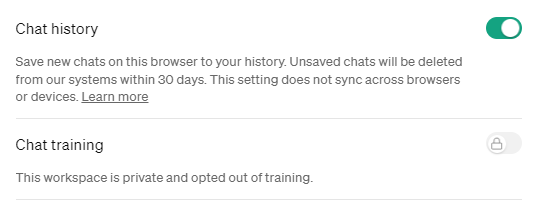 Chat history
Save new chats on this browser to your history. Unsaved chats will be deleted
from our systems within 30 days. This setting does not sync across browsers
or devices. Learn more
Chat training
This workspace is private and opted out of training.